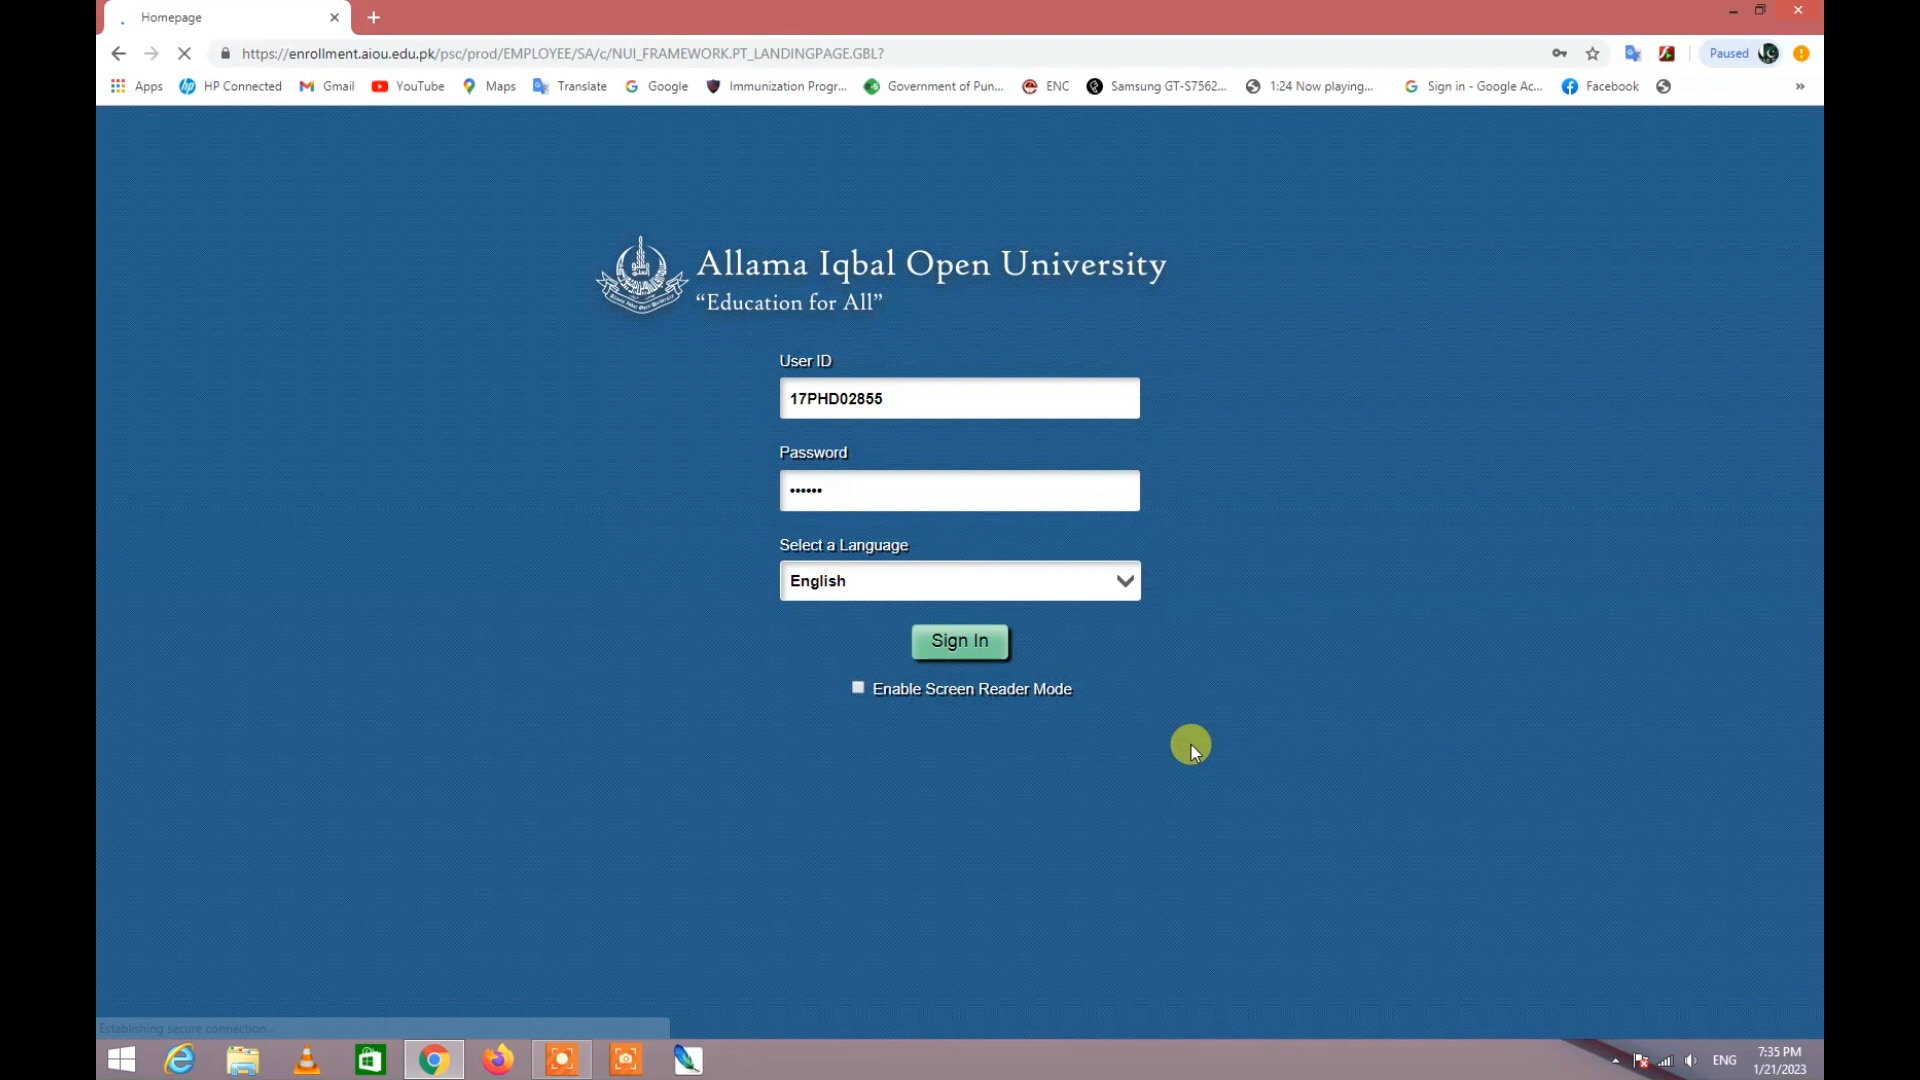 Homepage
https://enrollment.aiou.edu.pk/psc/prod/EMPLOYEE/SA/c/NUI_FRAMEWORK.PT_LANDINGPAGE.GBL?
Paused
Apps
HP Connected
Gmail
YouTube
Maps
Translate
Google
Immunization Progr...
Government of Pun...
ENC
Samsung GT-S7562...
1:24 Now playing...
Sign in - Google Ac...
Facebook
»
Allama Iqbal Open University
“Education for All”
User ID
17PHD02855
Password
••••••
Select a Language
English
Sign In
Enable Screen Reader Mode
Establishing secure connection...
ENG
7:35 PM
1/21/2023